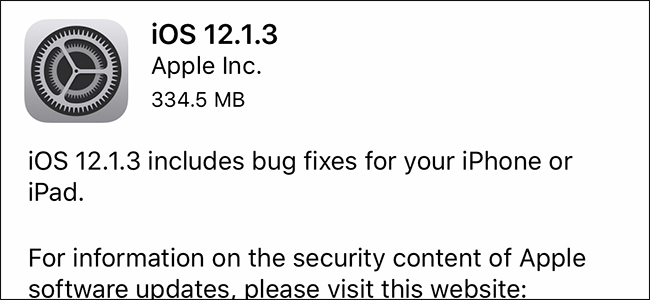 iOS 12.1.3
Apple Inc.
334.5 MB
iOS 12.1.3 includes bug fixes for your iPhone or
iPad.
For information on the security content of Apple
software updates, please visit this website: